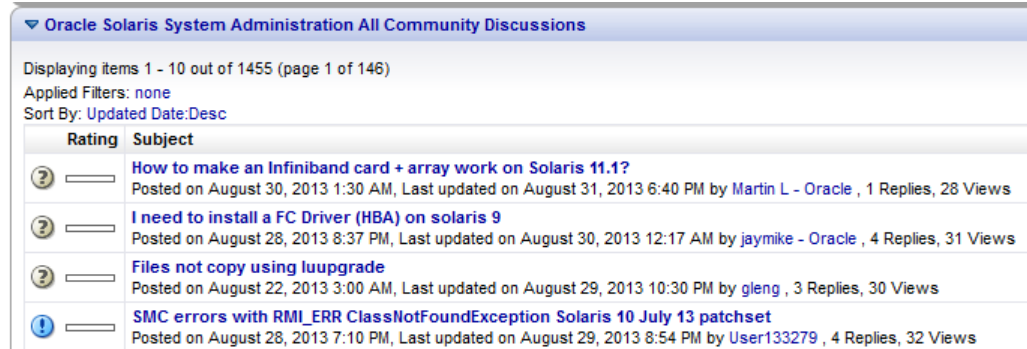 Oracle Solaris System Administration All Community Discussions
Displaying items 1 - 10 out of 1455 (page 1 of 146)
Applied Filters: none
Sort By: Updated Date:Desc
Rating Subject
How to make an Infiniband card + array work on Solaris 11.1?
Posted on August 30, 2013 1:30 AM, Last updated on August 31, 2013 6:40 PM by Martin L - Oracle , 1 Replies, 28 Views
I need to install a FC Driver (HBA) on solaris 9
Posted on August 28, 2013 8:37 PM, Last updated on August 30, 2013 12:17 AM by jaymike - Oracle , 4 Replies, 31 Views
Files not copy using luupgrade
Posted on August 22, 2013 3:00 AM, Last updated on August 29, 2013 10:30 PM by gleng , 3 Replies, 30 Views
SMC errors with RMI_ERR ClassNotFoundException Solaris 10 July 13 patchset
Posted on August 28, 2013 7:10 PM, Last updated on August 29, 2013 8:54 PM by User133279 , 4 Replies, 32 Views